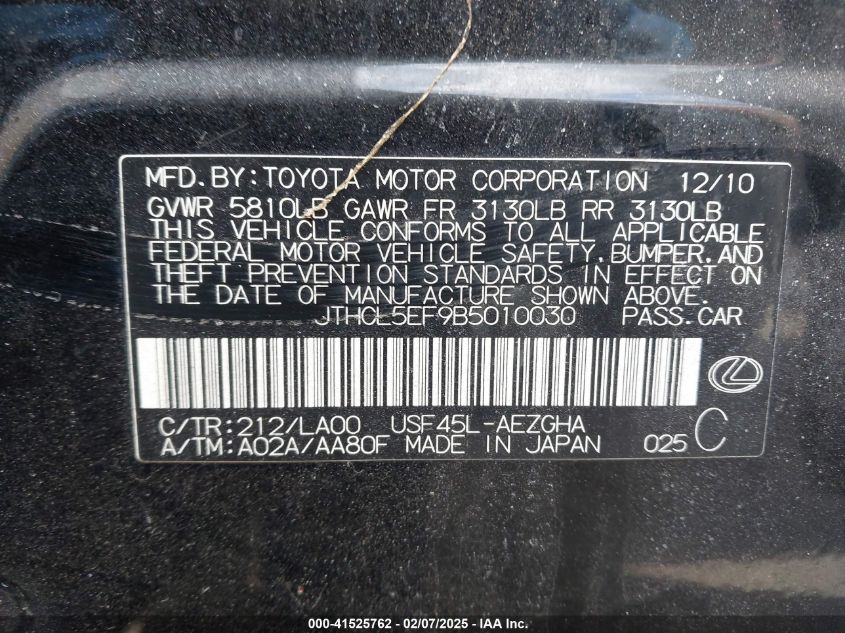 MFD.BY:TOYOTA MOTOR CORPORATION 12/10
GVWR 5810LB GAWR FR 3130LB RR 3130LB
THIS VEHICLE CONFORMS TO ALL APPLICABLE
FEDERAL MOTOR VEHICLE SAFETY,BUMPER,AND
THEFT PREVENTION STANDARDS IN EFFECT ON
THE DATE OF MANUFACTURE SHOWN ABOVE.
JTHCL5EF9B5010030 PASS.CAR
C/TR:212/LA00 USF45L-AEZGHA
A/TM:A02A/AA80F MADE IN JAPAN 025 C
000-41525762 - 02/07/2025 - IAA Inc.